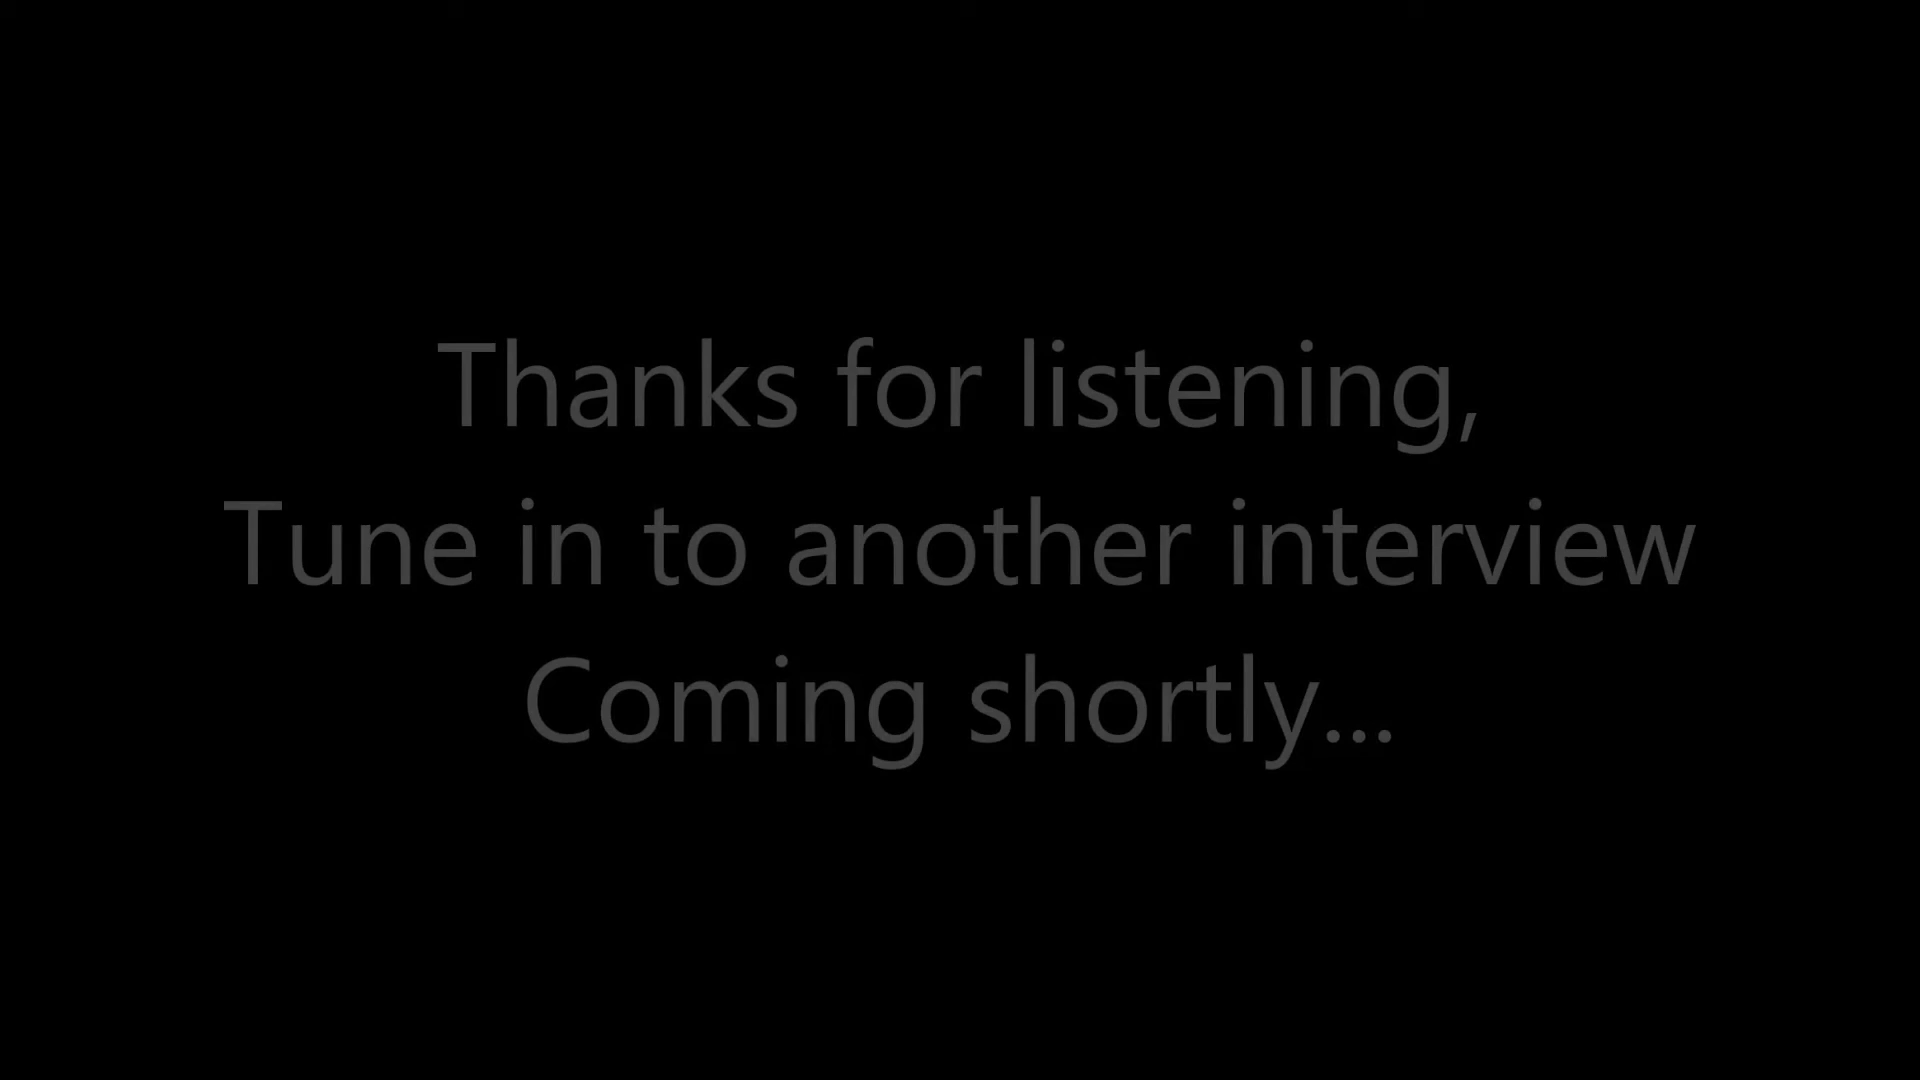 Thanks for listening,
Tune in to another interview
Coming shortly...